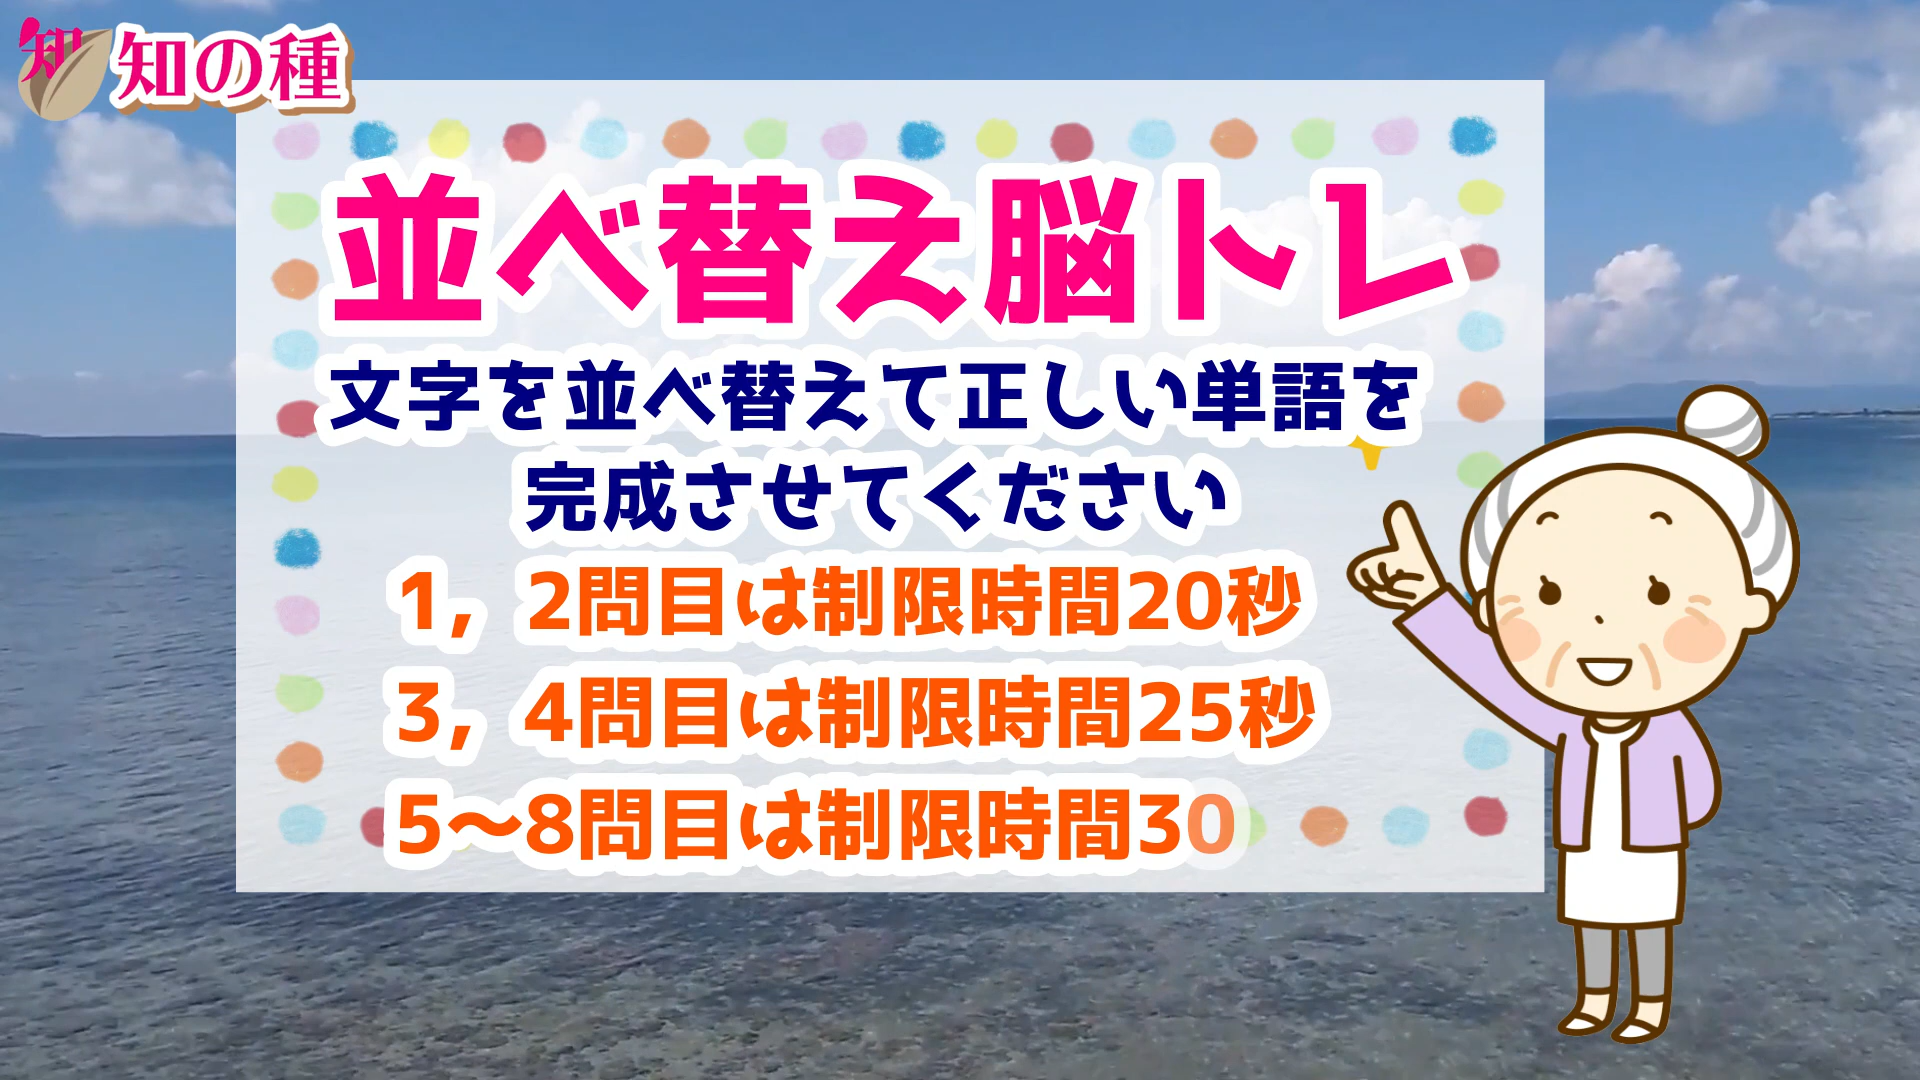 知 知の種
並べ替え脳トレ
文字を並べ替えて正しい単語を
完成させてください
1，2問目は制限時間20秒
3，4問目は制限時間25秒
5～8問目は制限時間30